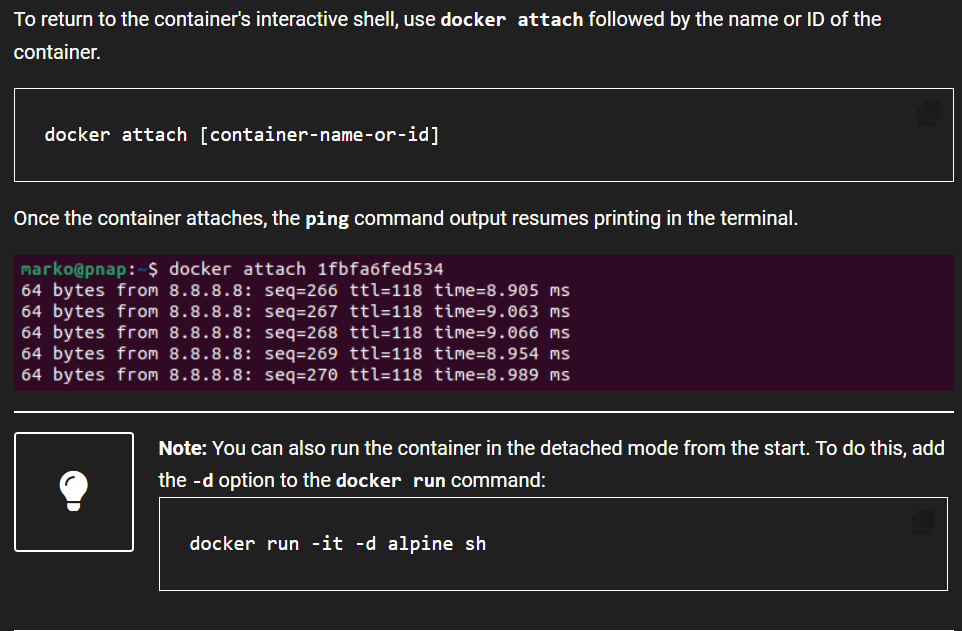 To return to the container's interactive shell, use docker attach followed by the name or ID of the
container.
docker attach [container-name-or-id]
Once the container attaches, the ping command output resumes printing in the terminal.
marko@pnap:~$ docker attach 1fbfa6fed534
64 bytes from 8.8.8.8: seq=266 ttl=118 time=8.905 ms
64 bytes from 8.8.8.8: seq=267 ttl=118 time=9.063 ms
64 bytes from 8.8.8.8: seq=268 ttl=118 time=9.066 ms
64 bytes from 8.8.8.8: seq=269 ttl=118 time=8.954 ms
64 bytes from 8.8.8.8: seq=270 ttl=118 time=8.989 ms
Note: You can also run the container in the detached mode from the start. To do this, add
the -d option to the docker run command:
docker run -it -d alpine sh